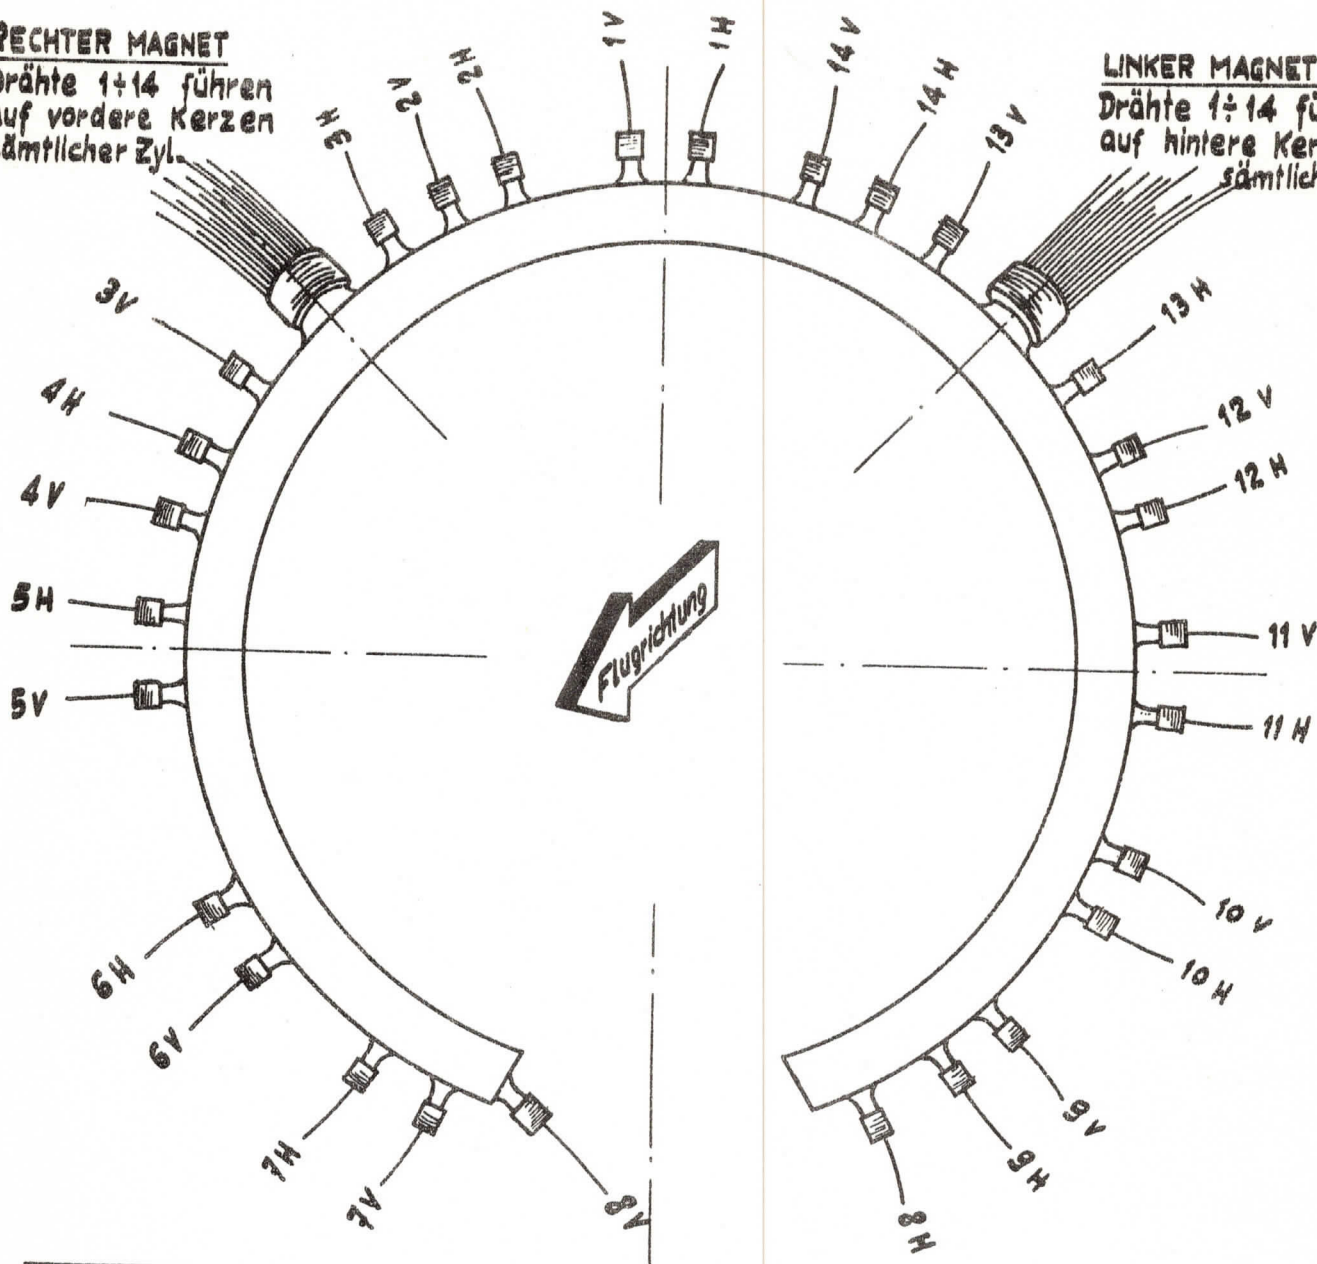 RECHTER MAGNET
Drähte 1÷14 führen
auf vordere Kerzen
sämtlicher Zyl.
LINKER MAGNET
Drähte 1÷14 fü
auf hintere Ker
sämtlich
1V
1H
14V
14H
13V
13H
12V
12H
11V
11H
10V
10H
9V
9H
8H
8V
7V
7H
6V
6H
5V
5H
4V
4H
3V
3H
2V
2H
Flugrichtung